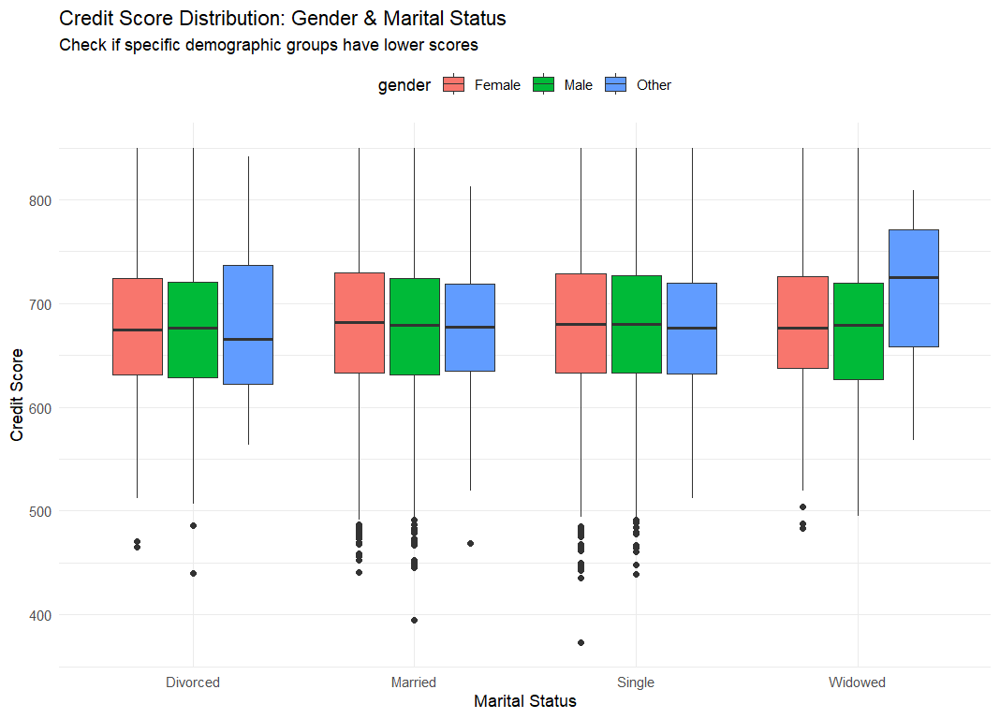 Credit Score Distribution: Gender & Marital Status
Check if specific demographic groups have lower scores
gender Female Male Other
800
700
600
500
400
Credit Score
Divorced Married Single Widowed
Marital Status